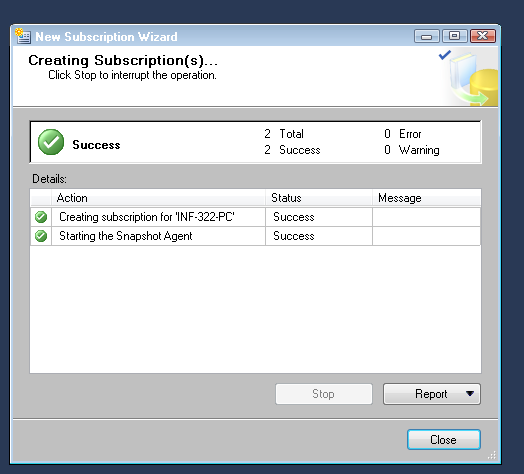 New Subscription Wizard
Creating Subscription(s)...
Click Stop to interrupt the operation.
Success
2 Total
0 Error
2 Success
0 Warning
Details:
Action Status Message
Creating subscription for 'INF-322-PC' Success
Starting the Snapshot Agent Success
Stop
Report
Close